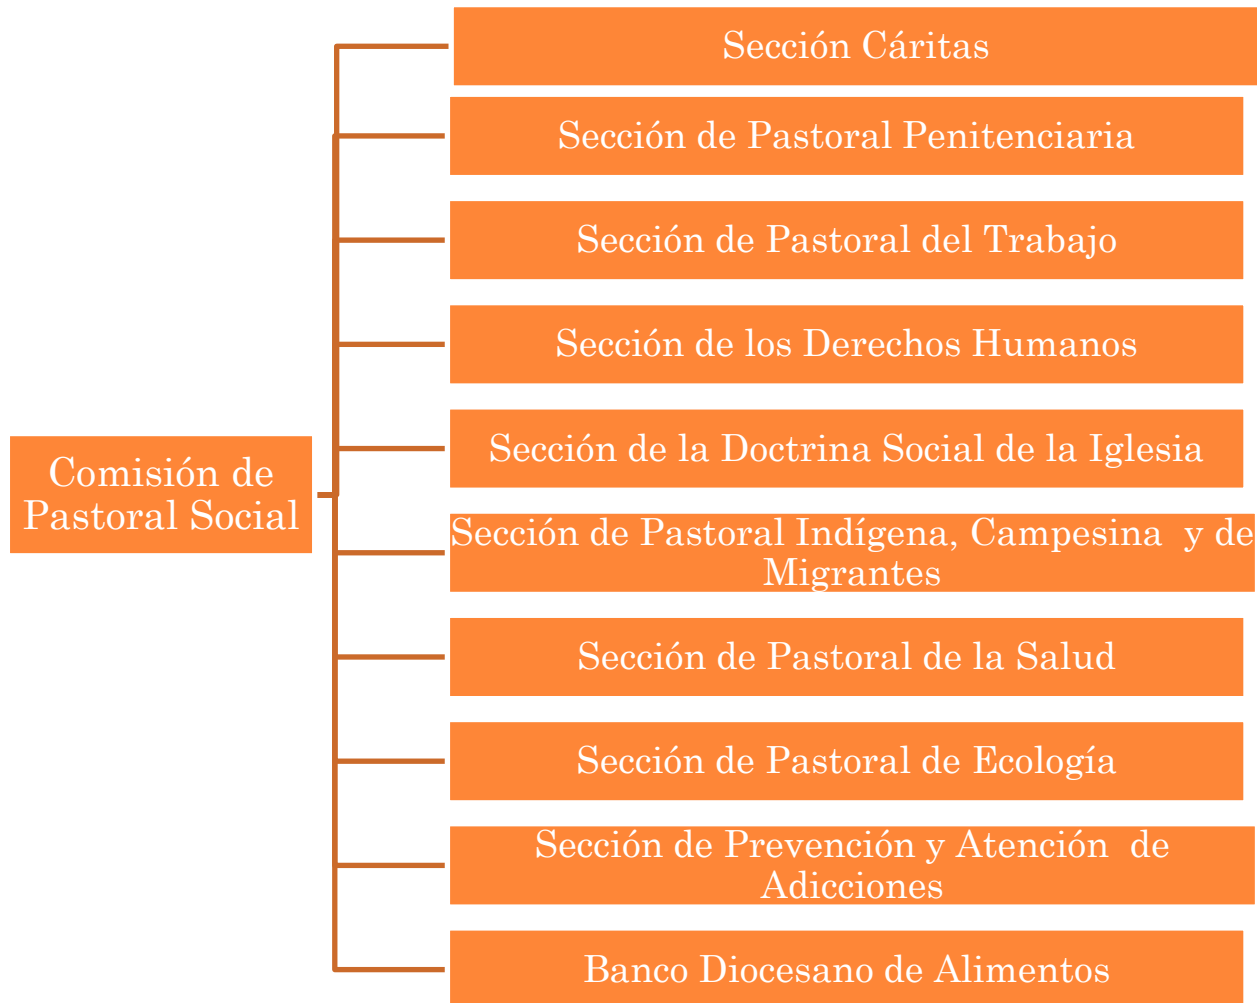 Sección Cáritas
Sección de Pastoral Penitenciaria
Sección de Pastoral del Trabajo
Sección de los Derechos Humanos
Sección de la Doctrina Social de la Iglesia
Comisión de
Pastoral Social
Sección de Pastoral Indígena, Campesina  y de
Migrantes
Sección de Pastoral de la Salud
Sección de Pastoral de Ecología
Sección de Prevención y Atención  de
Adicciones
Banco Diocesano de Alimentos